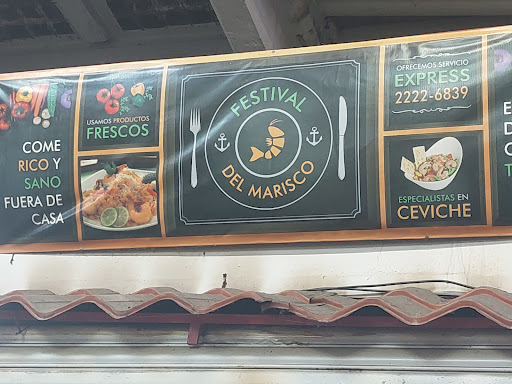 COME
RICO Y
SANO
FUERA DE
CASA
USAMOS PRODUCTOS
FRESCOS
FESTIVAL
DEL MARISCO
OFRECEMOS SERVICIO
EXPRESS
2222-6839
ESPECIALISTAS EN
CEVICHE